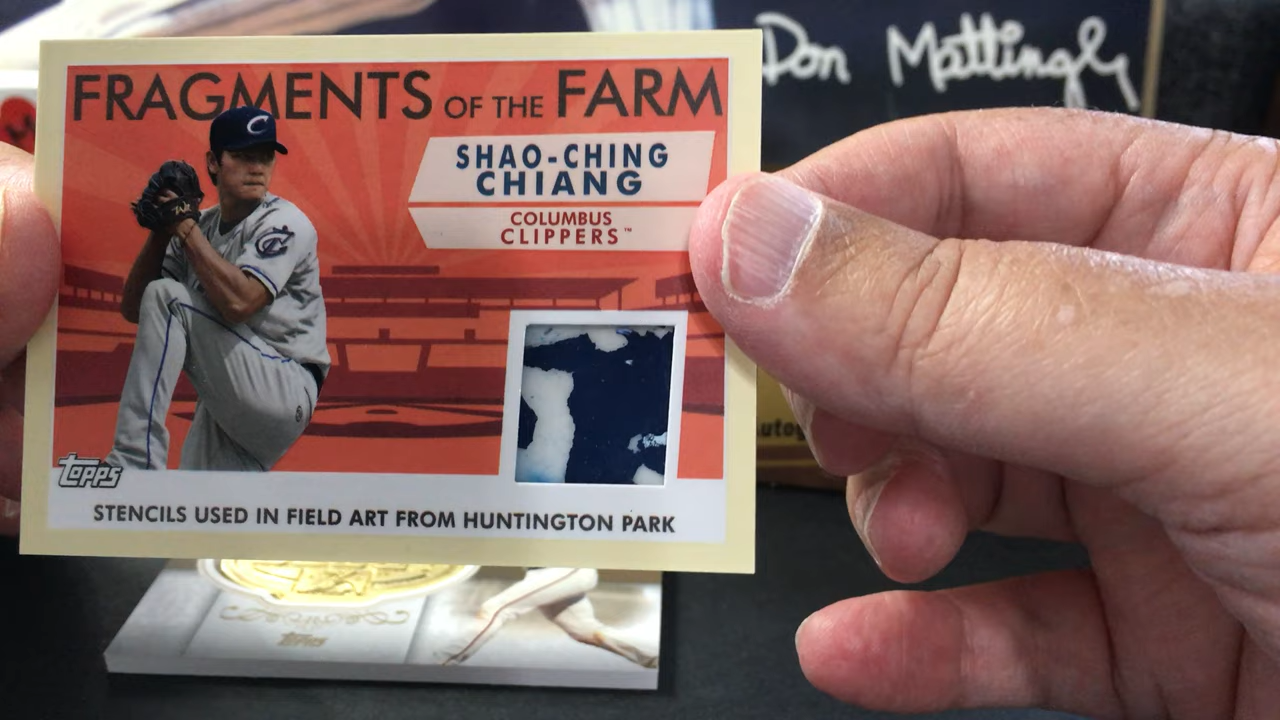 Don Mattingly
FRAGMENTS OF THE FARM
C
SHAO-CHING
CHIANG
COLUMBUS
CLIPPERS™
C
topps
STENCILS USED IN FIELD ART FROM HUNTINGTON PARK
topps